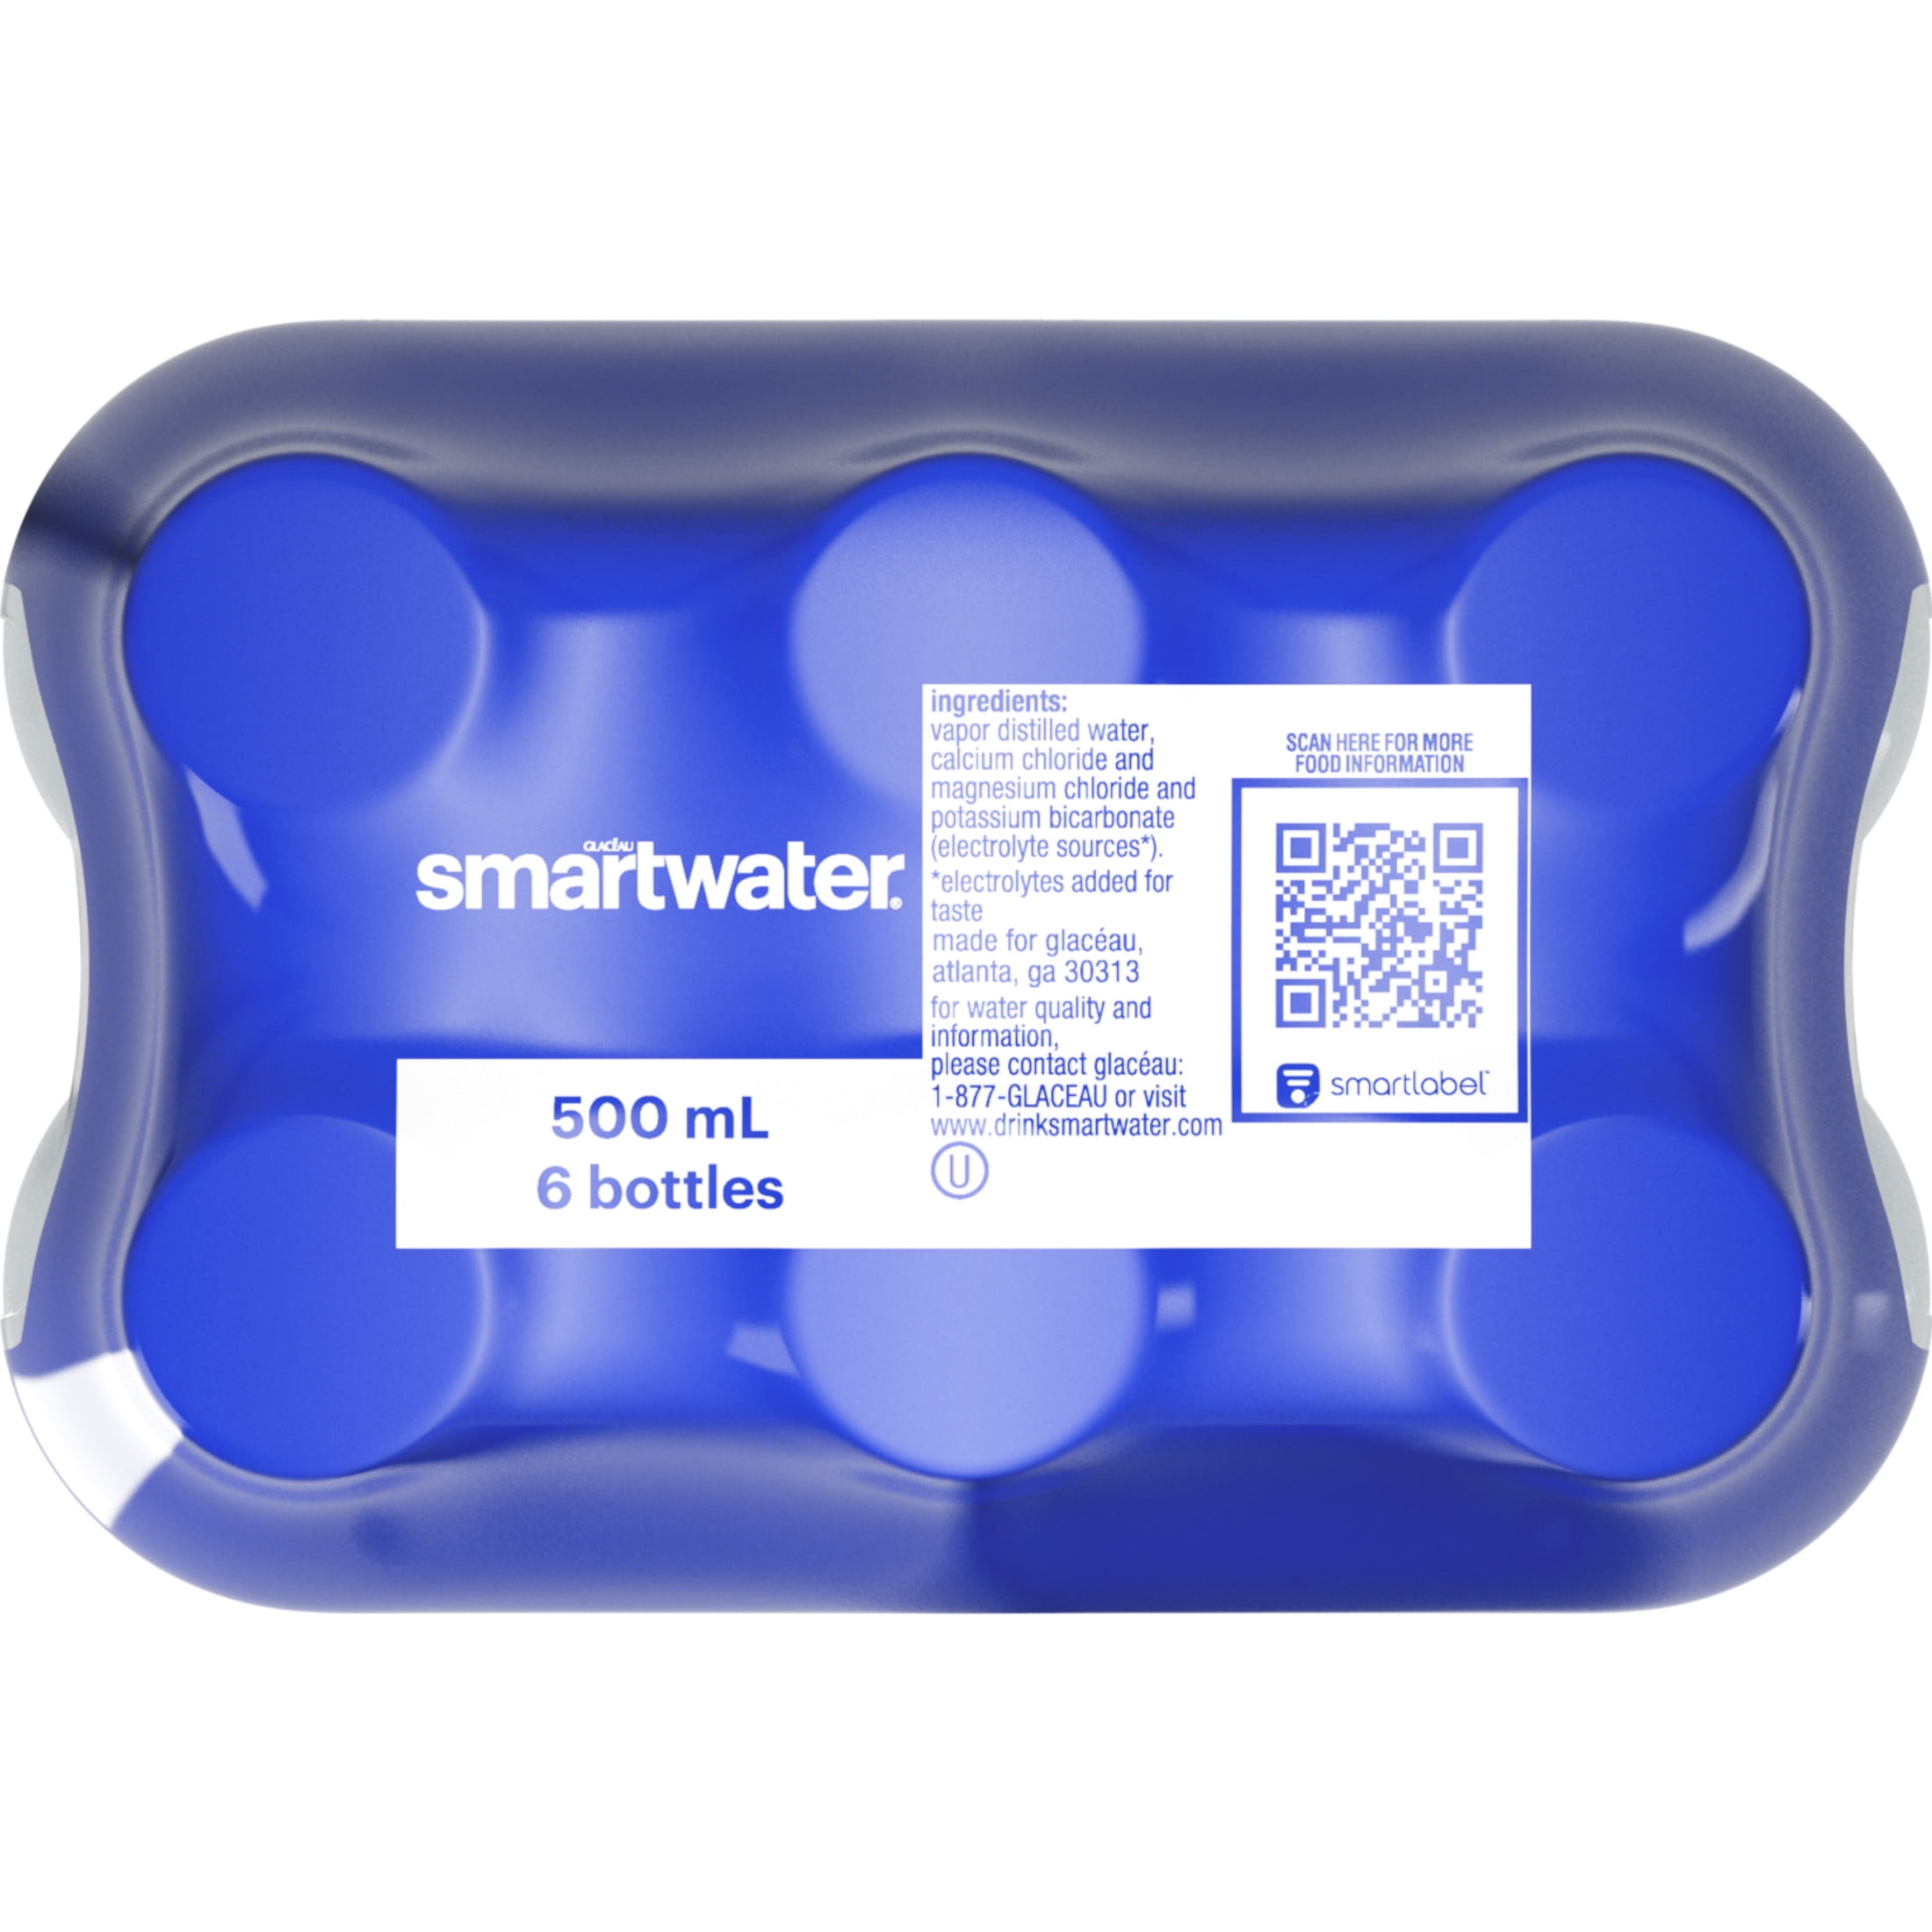 GLACÉAU
smartwater®
500 mL
6 bottles
ingredients:
vapor distilled water,
calcium chloride and
magnesium chloride and
potassium bicarbonate
(electrolyte sources*).
*electrolytes added for
taste
made for glacéau,
atlanta, ga 30313
for water quality and
information,
please contact glacéau:
1-877-GLACEAU or visit
www.drinksmartwater.com
U
SCAN HERE FOR MORE
FOOD INFORMATION
smartlabel™